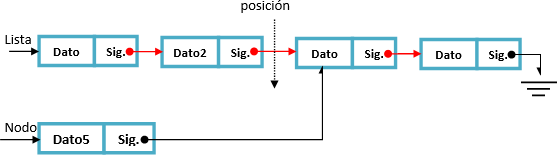 posición
Lista
Dato Sig. Dato2 Sig. Dato Sig. Dato Sig.
Nodo
Dato5 Sig.